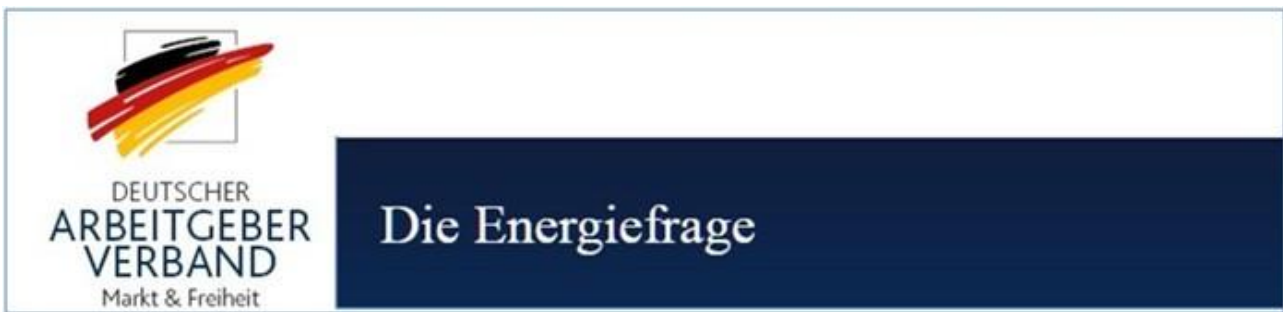 DEUTSCHER
ARBEITGEBER
VERBAND
Markt & Freiheit
Die Energiefrage